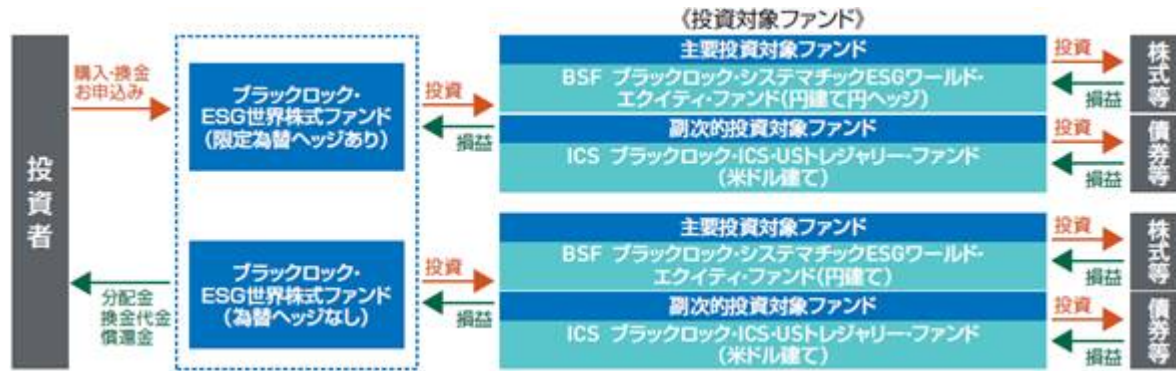 《投資対象ファンド》
投資者
購入・換金
お申込み
分配金
換金代金
償還金
ブラックロック・
ESG世界株式ファンド
(限定為替ヘッジあり)
投資
損益
主要投資対象ファンド
BSF ブラックロック・システマチックESGワールド・
エクイティ・ファンド(円建て円ヘッジ)
投資
損益
株式等
副次的投資対象ファンド
ICS ブラックロック・ICS・USトレジャリー・ファンド
(米ドル建て)
投資
損益
債券等
ブラックロック・
ESG世界株式ファンド
(為替ヘッジなし)
投資
損益
主要投資対象ファンド
BSF ブラックロック・システマチックESGワールド・
エクイティ・ファンド(円建て)
投資
損益
株式等
副次的投資対象ファンド
ICS ブラックロック・ICS・USトレジャリー・ファンド
(米ドル建て)
投資
損益
債券等